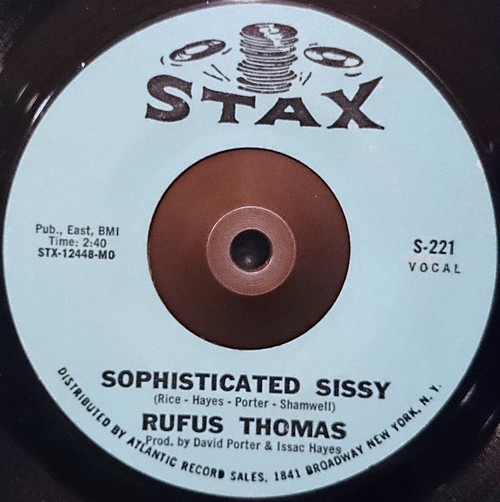 STAX
Pub., East, BMI
Time: 2:40
STX-12448-MO
S-221
VOCAL
SOPHISTICATED SISSY
(Rice - Hayes - Porter - Shamwell)
RUFUS THOMAS
Prod. by David Porter & Issac Hayes
DISTRIBUTED BY ATLANTIC RECORD SALES, 1841 BROADWAY NEW YORK, N. Y.